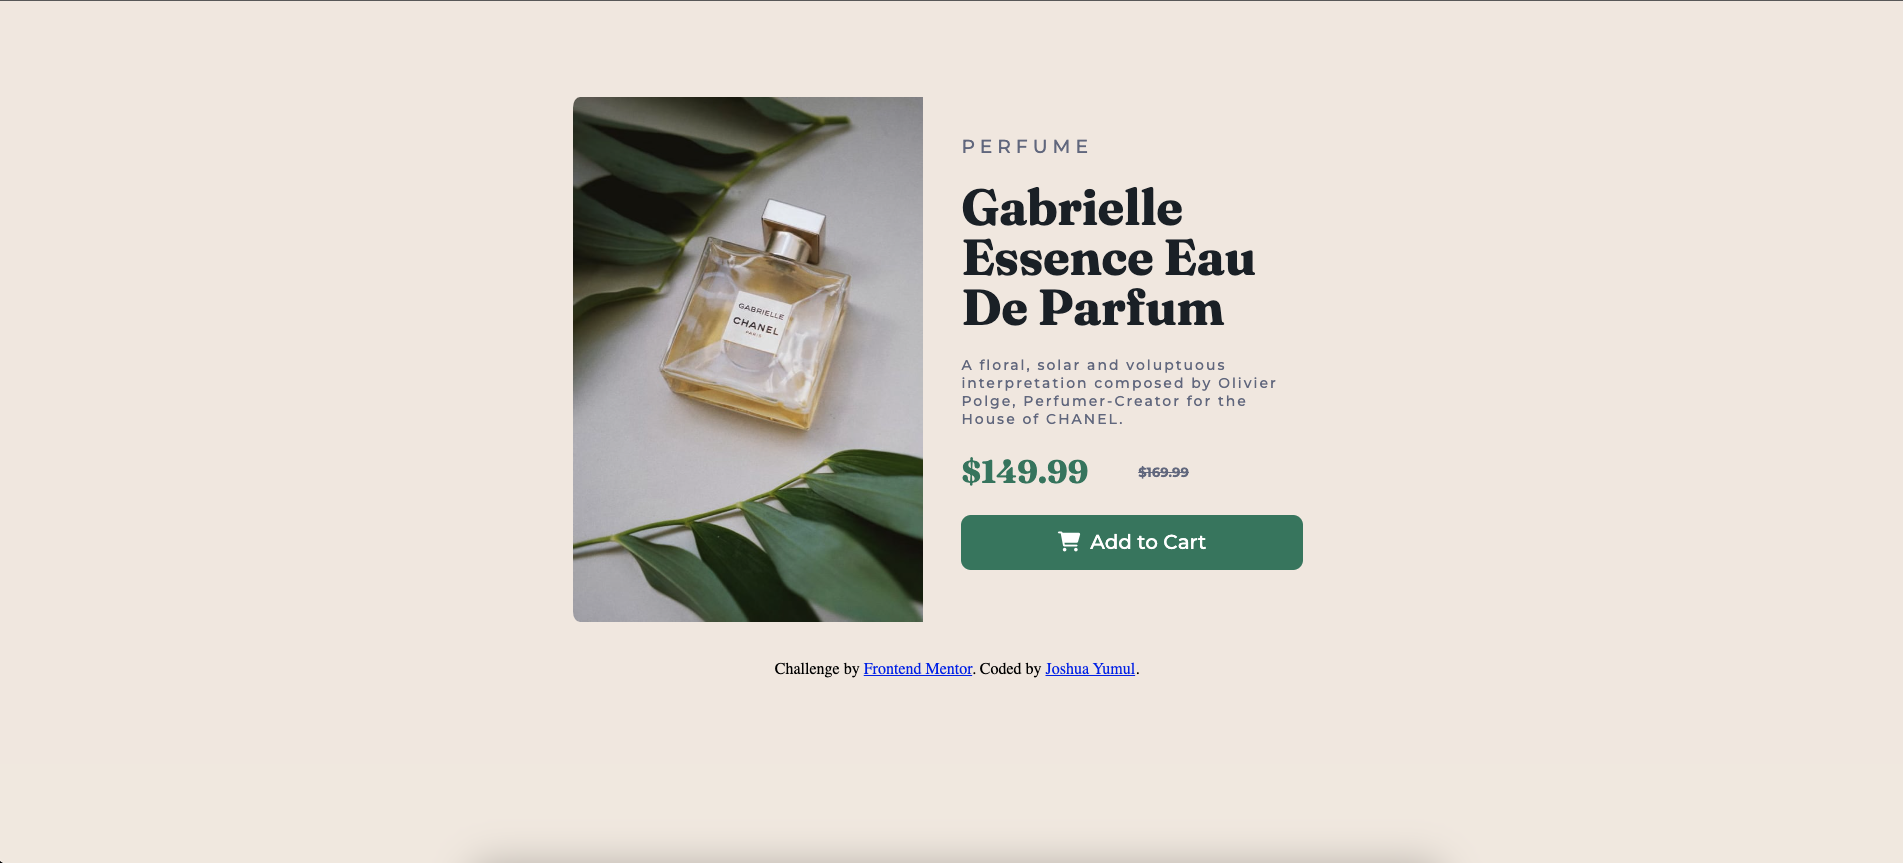 GABRIELLE
CHANEL
PARIS
PERFUME
Gabrielle
Essence Eau
De Parfum
A floral, solar and voluptuous
interpretation composed by Olivier
Polge, Perfumer-Creator for the
House of CHANEL.
$149.99 $169.99
Add to Cart
Challenge by Frontend Mentor. Coded by Joshua Yumul.